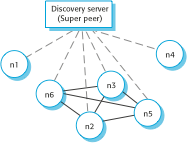 Discovery server
(Super peer)
n4
n1
n3
n6
n5
n2